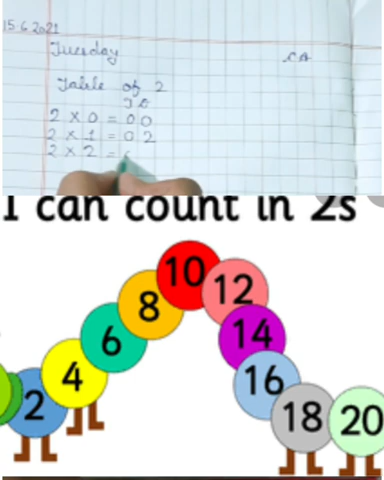 15.6.2021
Tuesday
C.A
Table of 2
T O
2 X 0 = 0 0
2 X 1 = 0 2
2 X 2 =
I can count in 2s
2
4
6
8
10
12
14
16
18
20